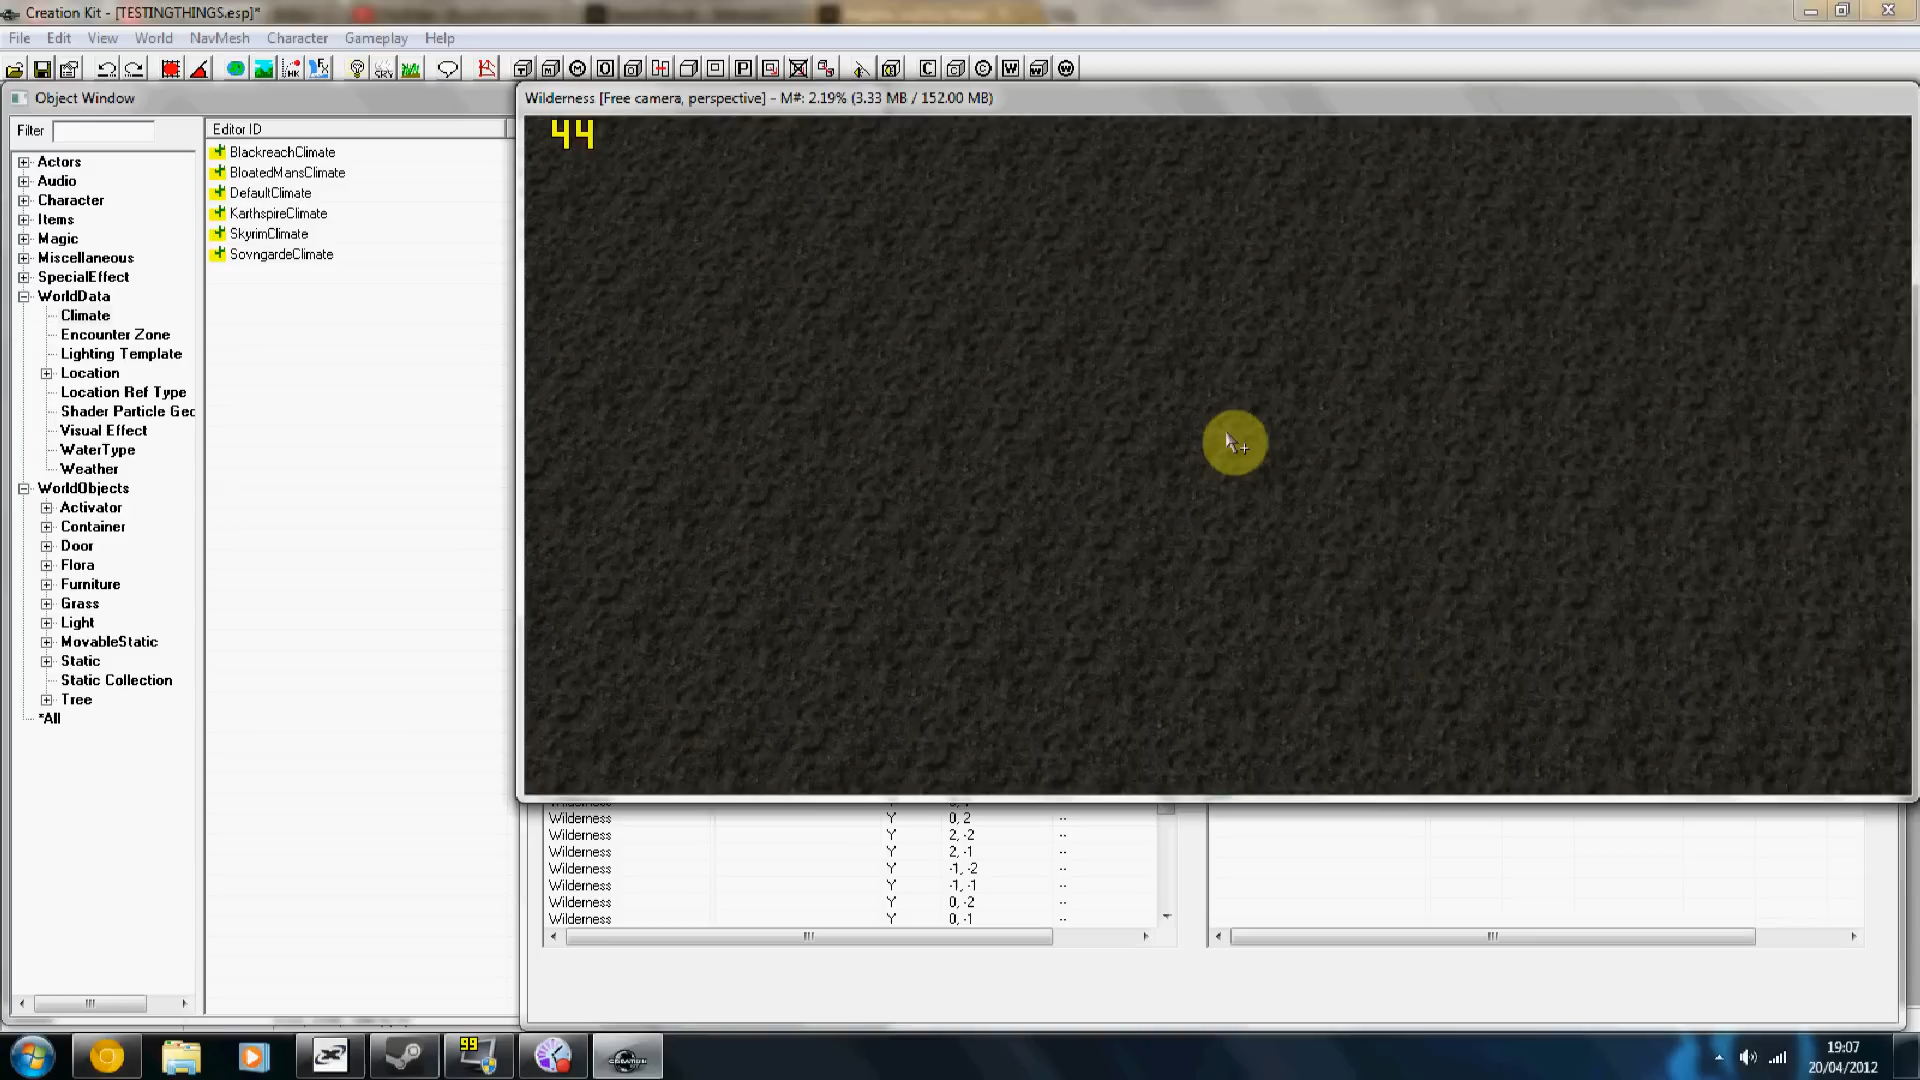 Creation Kit - [TESTINGTHINGS.esp]*
File Edit View World NavMesh Character Gameplay Help
Object Window
Wilderness [Free camera, perspective] - M#: 2.19% (3.33 MB / 152.00 MB)
44
Filter
Editor ID
Actors
Audio
Character
Items
Magic
Miscellaneous
SpecialEffect
WorldData
Climate
Encounter Zone
Lighting Template
Location
Location Ref Type
Shader Particle Geo
Visual Effect
WaterType
Weather
WorldObjects
Activator
Container
Door
Flora
Furniture
Grass
Light
MovableStatic
Static
Static Collection
Tree
*All
BlackreachClimate
BloatedMansClimate
DefaultClimate
KarthspireClimate
SkyrimClimate
SovngardeClimate
Wilderness Y 0, 2 --
Wilderness Y 2, -2 --
Wilderness Y 2, -1 --
Wilderness Y -1, -2 --
Wilderness Y -1, -1 --
Wilderness Y 0, -2 --
Wilderness Y 0, -1 --
99
CREATION
19:07
20/04/2012